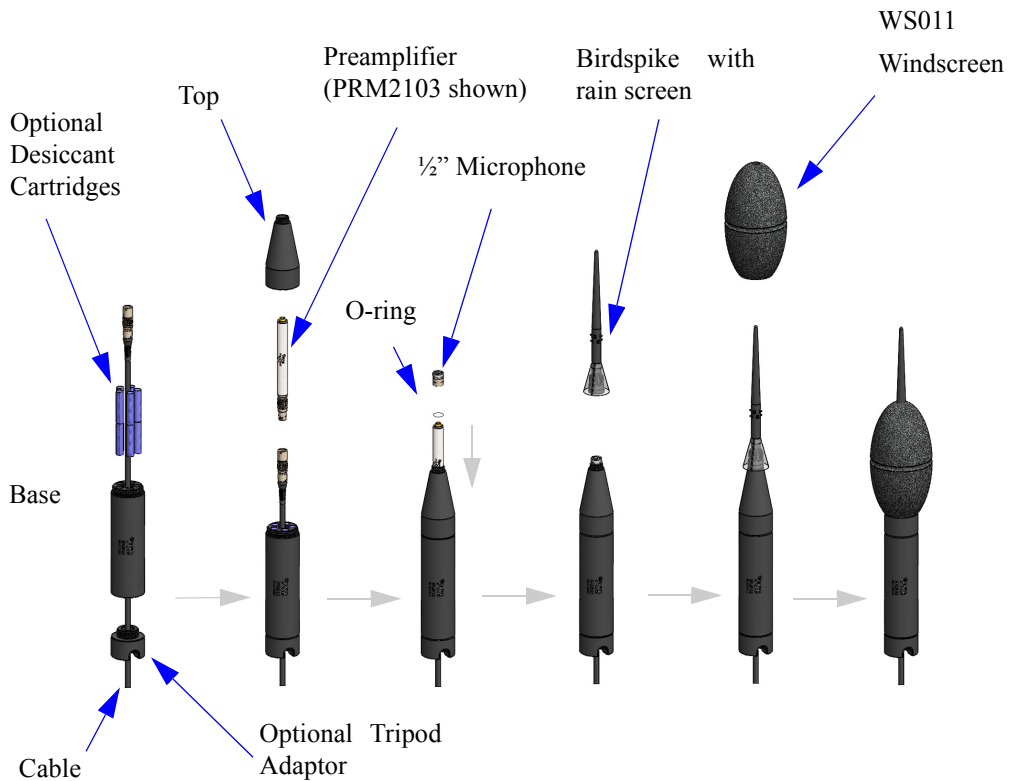 WS011
Windscreen
Preamplifier
(PRM2103 shown)
Birdspike with
rain screen
Top
Optional
Desiccant
Cartridges
½” Microphone
O-ring
Base
Optional Tripod
Adaptor
Cable